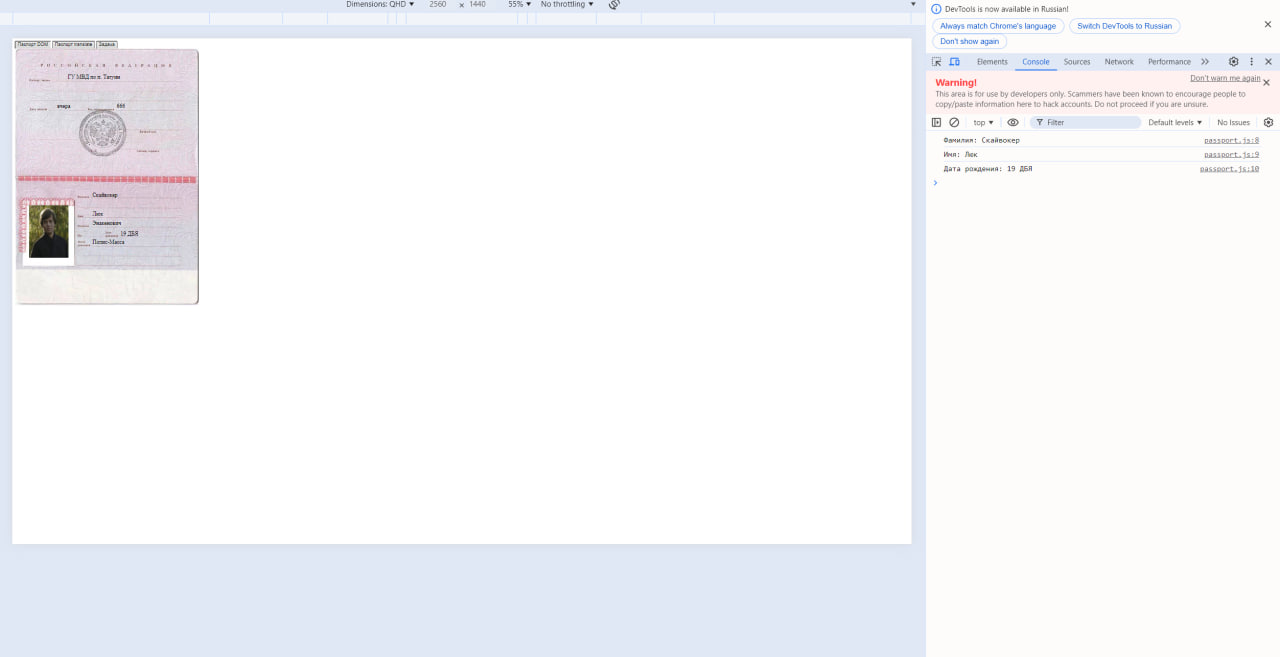 Dimensions: QHD ▼ 2560 × 1440 55% ▼ No throttling ▼
DevTools is now available in Russian!
Always match Chrome's language
Switch DevTools to Russian
Don't show again
Elements Console Sources Network Performance
Warning!
Don't warn me again
This area is for use by developers only. Scammers have been known to encourage people to
copy/paste information here to hack accounts. Do not proceed if you are unsure.
top ▼ Filter Default levels ▼ No Issues
Фамилия: Скайвокер passport.js:8
Имя: Люк passport.js:9
Дата рождения: 19 ДБЯ passport.js:10
Паспорт DOM Паспорт template Задача
РОССИЙСКАЯ ФЕДЕРАЦИЯ
ГУ МВД по п. Татуин
вчера 666
Скайвокер
Люк
Энакинович
19 ДБЯ
Полис-Масса